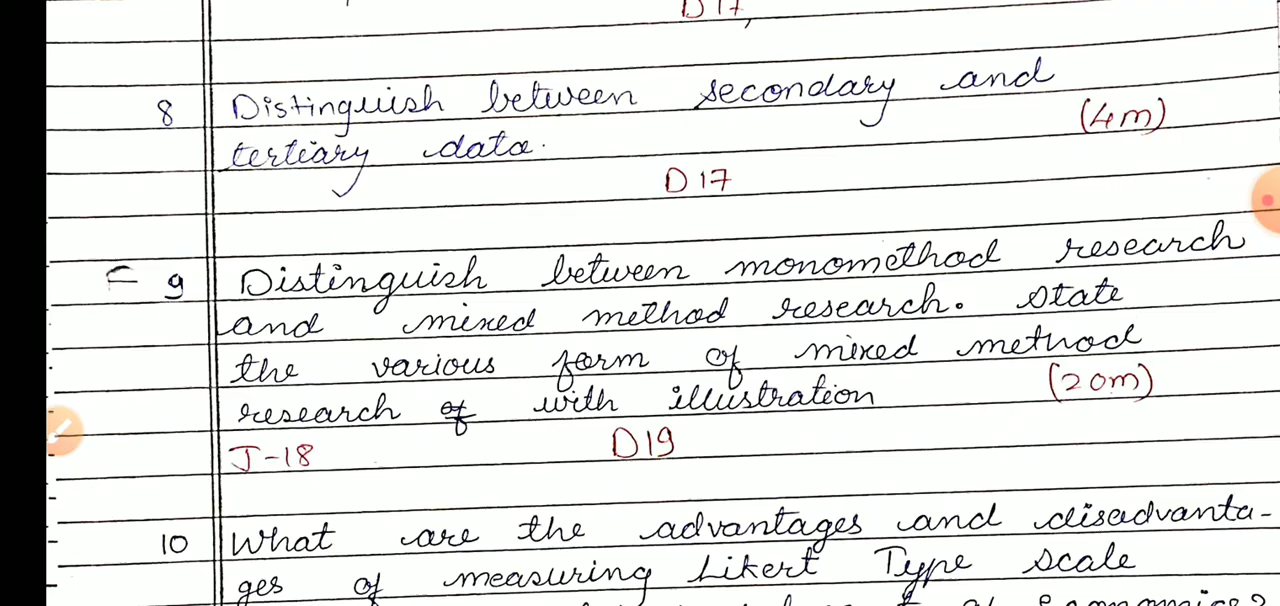 D 17
8 Distinguish between secondary and
tertiary data. (4m)
D 17
9 Distinguish between monomethod research
and mixed method research. State
the various form of mixed method
research of with illustration (20m)
J-18 D19
10 What are the advantages and disadvanta-
ges of measuring Likert Type scale